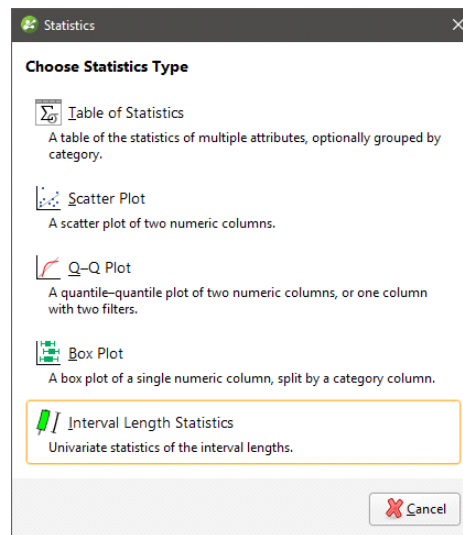 Statistics
Choose Statistics Type
Table of Statistics
A table of the statistics of multiple attributes, optionally grouped by
category.
Scatter Plot
A scatter plot of two numeric columns.
Q–Q Plot
A quantile–quantile plot of two numeric columns, or one column
with two filters.
Box Plot
A box plot of a single numeric column, split by a category column.
Interval Length Statistics
Univariate statistics of the interval lengths.
Cancel